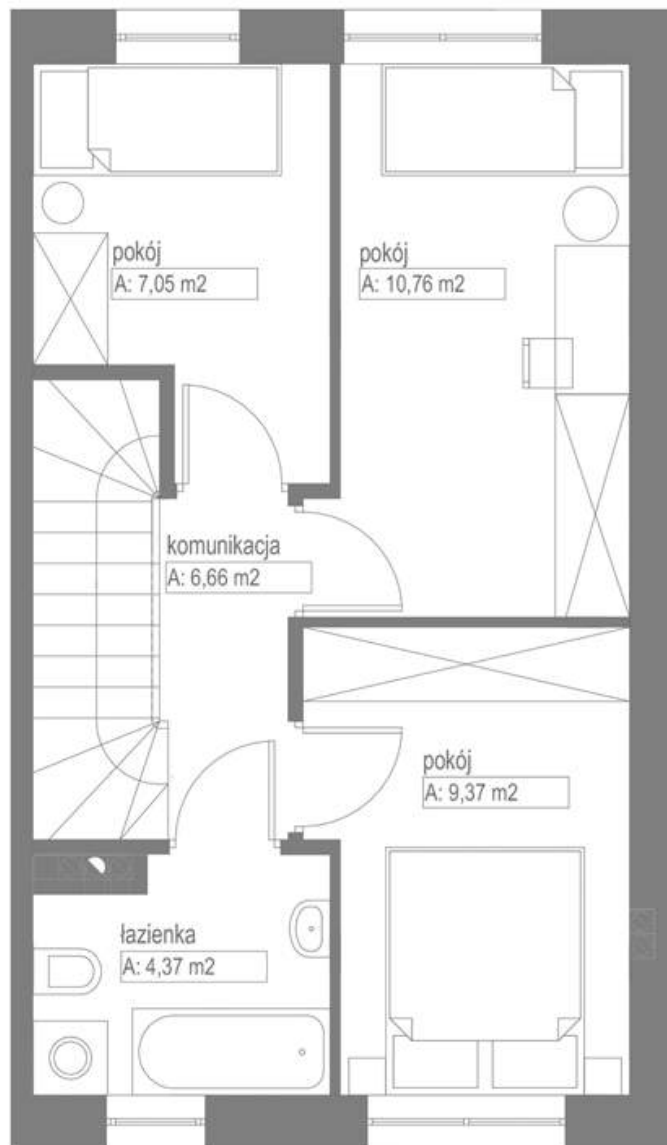 pokój
A: 7,05 m2
pokój
A: 10,76 m2
komunikacja
A: 6,66 m2
pokój
A: 9,37 m2
łazienka
A: 4,37 m2